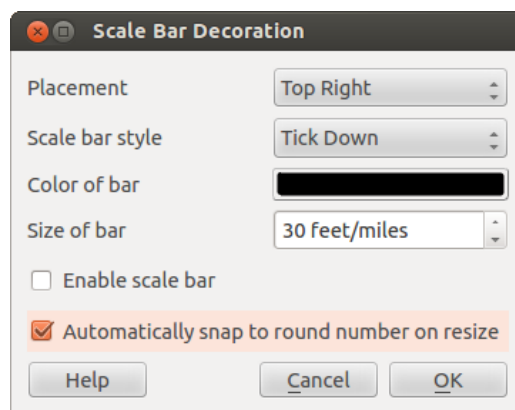 Scale Bar Decoration
Placement Top Right
Scale bar style Tick Down
Color of bar
Size of bar 30 feet/miles
Enable scale bar
Automatically snap to round number on resize
Help Cancel OK